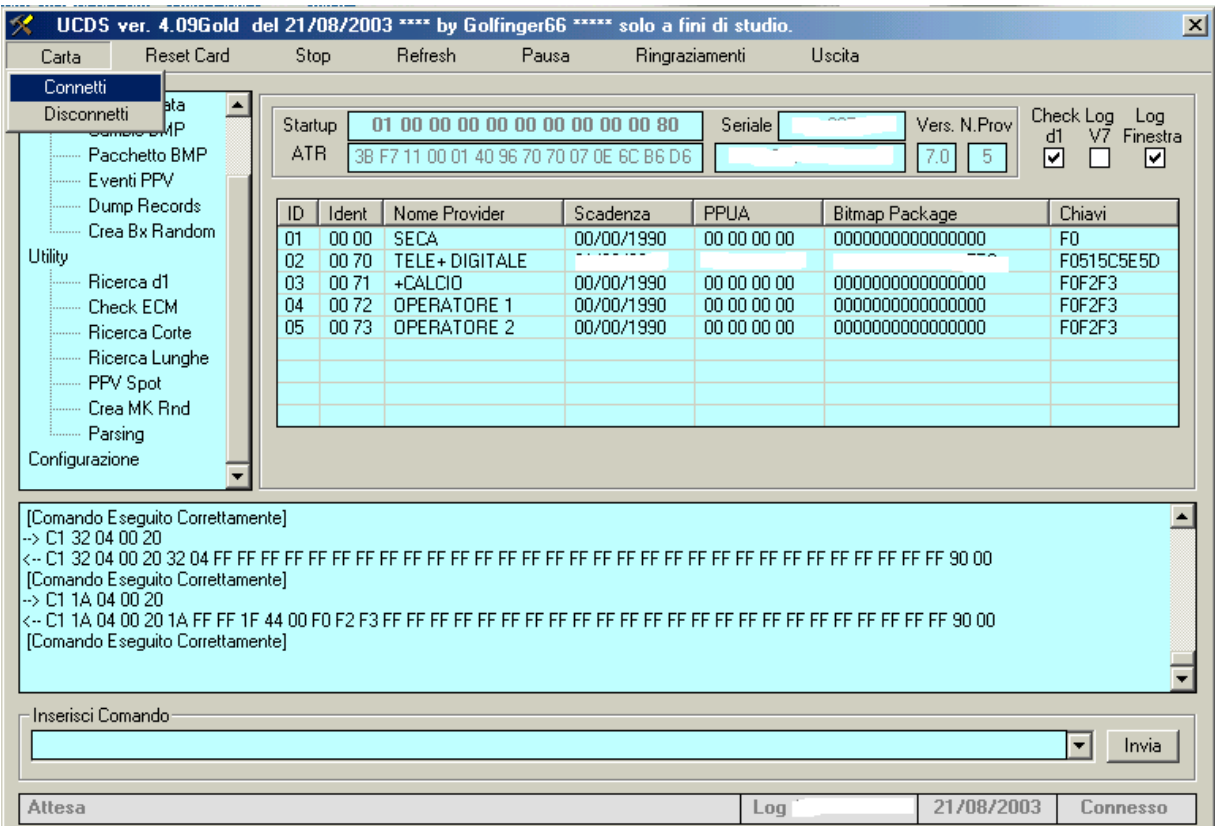 UCDS ver. 4.09Gold del 21/08/2003 **** by Golfinger66 ***** solo a fini di studio.
Carta Reset Card Stop Refresh Pausa Ringraziamenti Uscita
Connetti
Disconnetti
BMP
Pacchetto BMP
Eventi PPV
Dump Records
Crea Bx Random
Utility
Ricerca d1
Check ECM
Ricerca Corte
Ricerca Lunghe
PPV Spot
Crea MK Rnd
Parsing
Configurazione
Startup 01 00 00 00 00 00 00 00 00 00 80 Seriale Vers. N.Prov
ATR 3B F7 11 00 01 40 96 70 70 07 0E 6C B6 D6 7.0 5
Check d1 Log V7 Log Finestra
ID Ident Nome Provider Scadenza PPUA Bitmap Package Chiavi
01 00 00 SECA 00/00/1990 00 00 00 00 0000000000000000 F0
02 00 70 TELE+ DIGITALE F0515C5E5D
03 00 71 +CALCIO 00/00/1990 00 00 00 00 0000000000000000 F0F2F3
04 00 72 OPERATORE 1 00/00/1990 00 00 00 00 0000000000000000 F0F2F3
05 00 73 OPERATORE 2 00/00/1990 00 00 00 00 0000000000000000 F0F2F3
[Comando Eseguito Correttamente]
--> C1 32 04 00 20
<-- C1 32 04 00 20 32 04 FF FF FF FF FF FF FF FF FF FF FF FF FF FF FF FF FF FF FF FF FF FF FF FF FF FF FF FF FF FF FF 90 00
[Comando Eseguito Correttamente]
--> C1 1A 04 00 20
<-- C1 1A 04 00 20 1A FF FF 1F 44 00 F0 F2 F3 FF FF FF FF FF FF FF FF FF FF FF FF FF FF FF FF FF FF FF FF FF FF FF FF 90 00
[Comando Eseguito Correttamente]
Inserisci Comando
Invia
Attesa Log 21/08/2003 Connesso